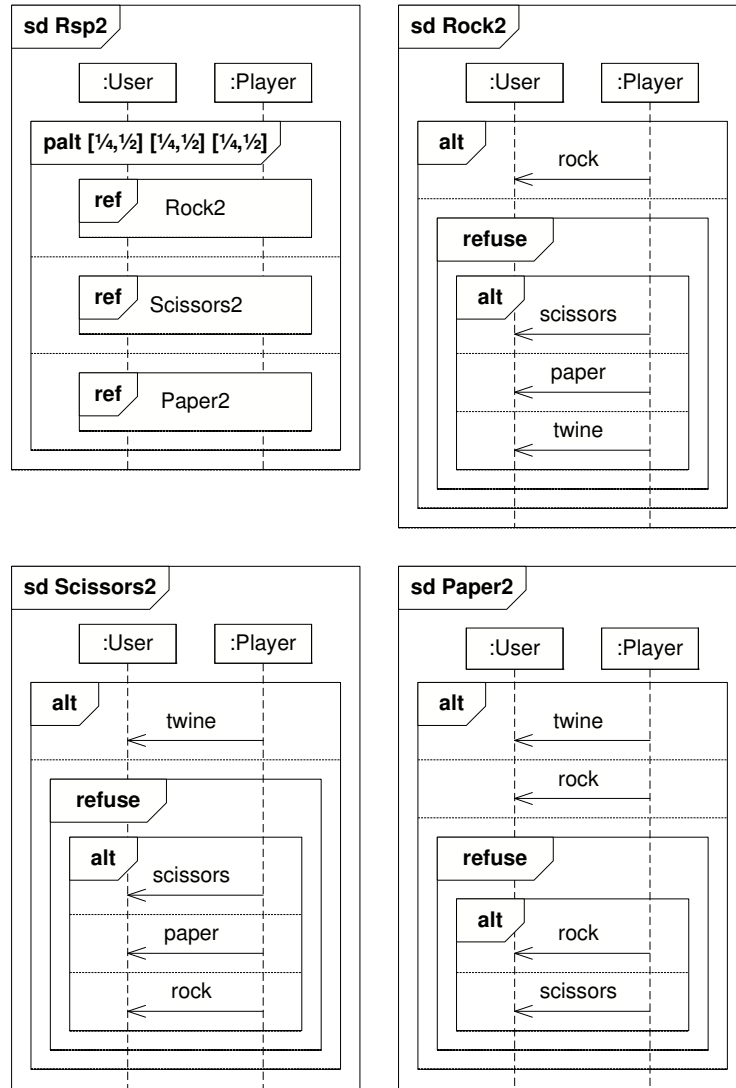 sd Rsp2
:User :Player
palt [¼,½] [¼,½] [¼,½]
ref Rock2
ref Scissors2
ref Paper2
sd Rock2
:User :Player
alt
rock
refuse
alt
scissors
paper
twine
sd Scissors2
:User :Player
alt
twine
refuse
alt
scissors
paper
rock
sd Paper2
:User :Player
alt
twine
rock
refuse
alt
rock
scissors